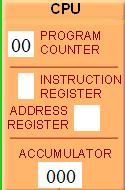 CPU
00 PROGRAM
COUNTER
INSTRUCTION
REGISTER
ADDRESS
REGISTER
ACCUMULATOR
000